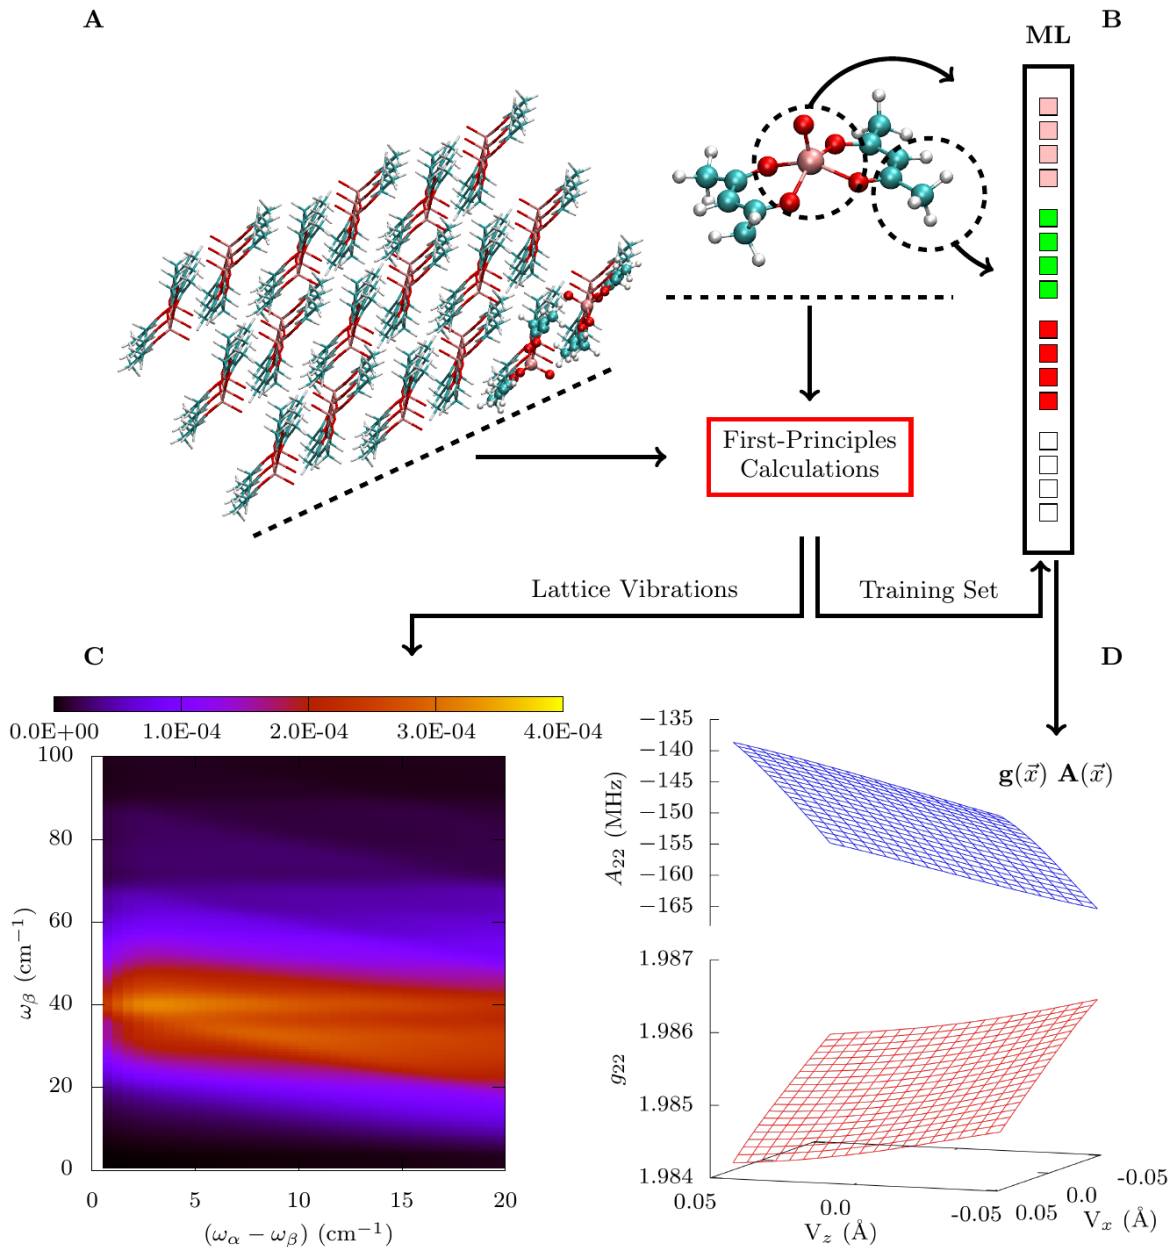 A
B
ML
First-Principles
Calculations
Lattice Vibrations
Training Set
C
D
0.0E+00 1.0E-04 2.0E-04 3.0E-04 4.0E-04
100
80
60
40
20
0
ω_β (cm⁻¹)
0 5 10 15 20
(ω_α − ω_β) (cm⁻¹)
g(x⃗) A(x⃗)
−135
−140
−145
−150
−155
−160
−165
A₂₂ (MHz)
1.987
1.986
1.985
1.984
g₂₂
0.05 0.0 -0.05
V_z (Å)
0.05 0.0 -0.05
V_x (Å)